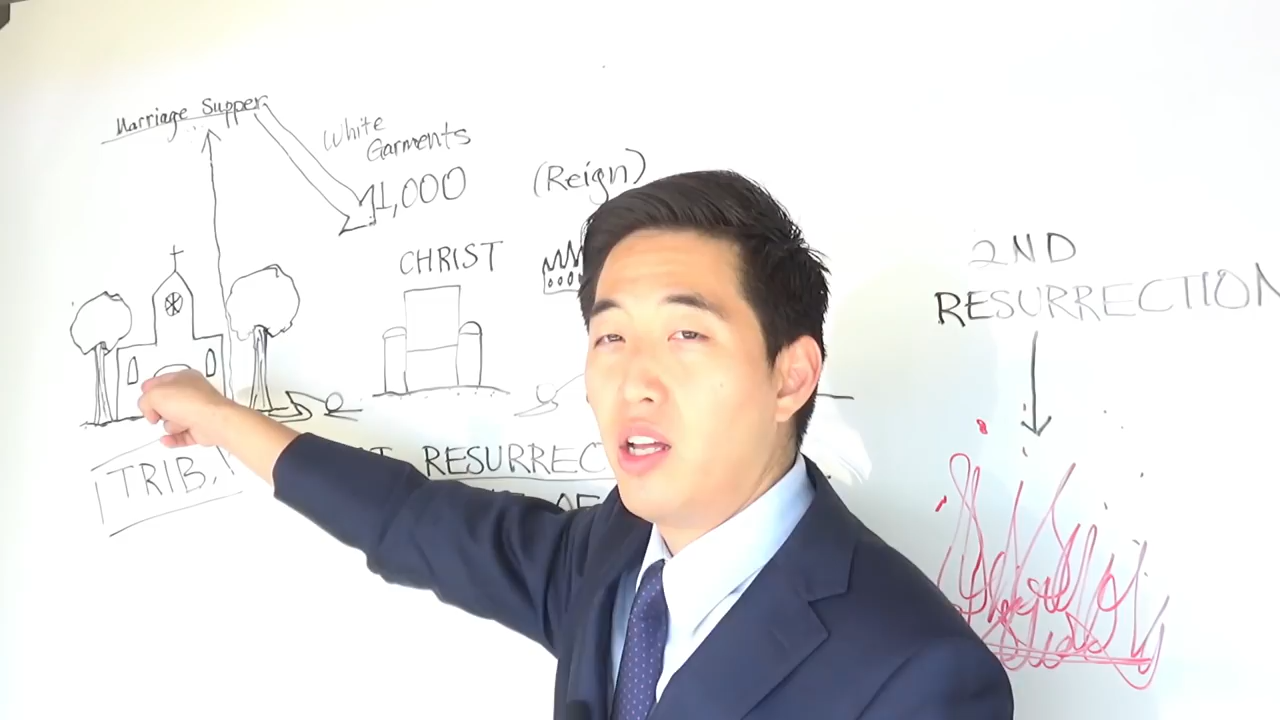 Marriage Supper
White
Garments
1,000
(Reign)
CHRIST
2ND
RESURRECTION
TRIB.
RESURREC